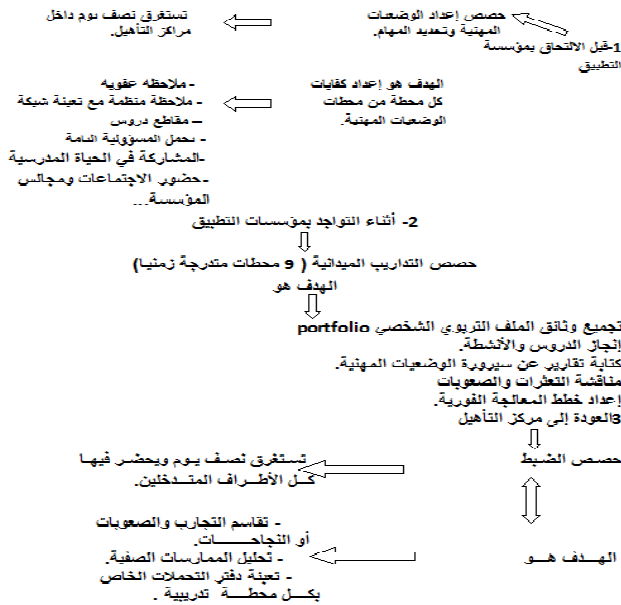 1-قبل الالتحاق بمؤسسة
التطبيق
حصص إعداد الوضعيات
المهنية وتحديد المهام.
تستغرق نصف يوم داخل
مراكز التأهيل.
الهدف هو إعداد كفايات
كل محطة من محطات
الوضعيات المهنية.
- ملاحظة عفوية
- ملاحظة منظمة مع تعبئة شبكة
– مقاطع دروس
- تحمل المسؤولية التامة
-المشاركة في الحياة المدرسية
-حضور الاجتماعات ومجالس
المؤسسة...
2- أثناء التواجد بمؤسسات التطبيق
حصص التداريب الميدانية ( 9 محطات متدرجة زمنيا)
الهدف هو
تجميع وثائق الملف التربوي الشخصي portfolio
إنجاز الدروس والأنشطة.
كتابة تقارير عن سيرورة الوضعيات المهنية.
مناقشة التعثرات والصعوبات
إعداد خطط المعالجة الفورية.
3العودة إلى مركز التأهيل
حصص الضبط
تستغرق نصف يوم ويحضر فيها
كل الأطراف المتدخلين.
الهدف هو
- تقاسم التجارب والصعوبات
أو النجاحات.
- تحليل الممارسات الصفية.
- تعبئة دفتر التحملات الخاص
بكل محطة تدريبية .